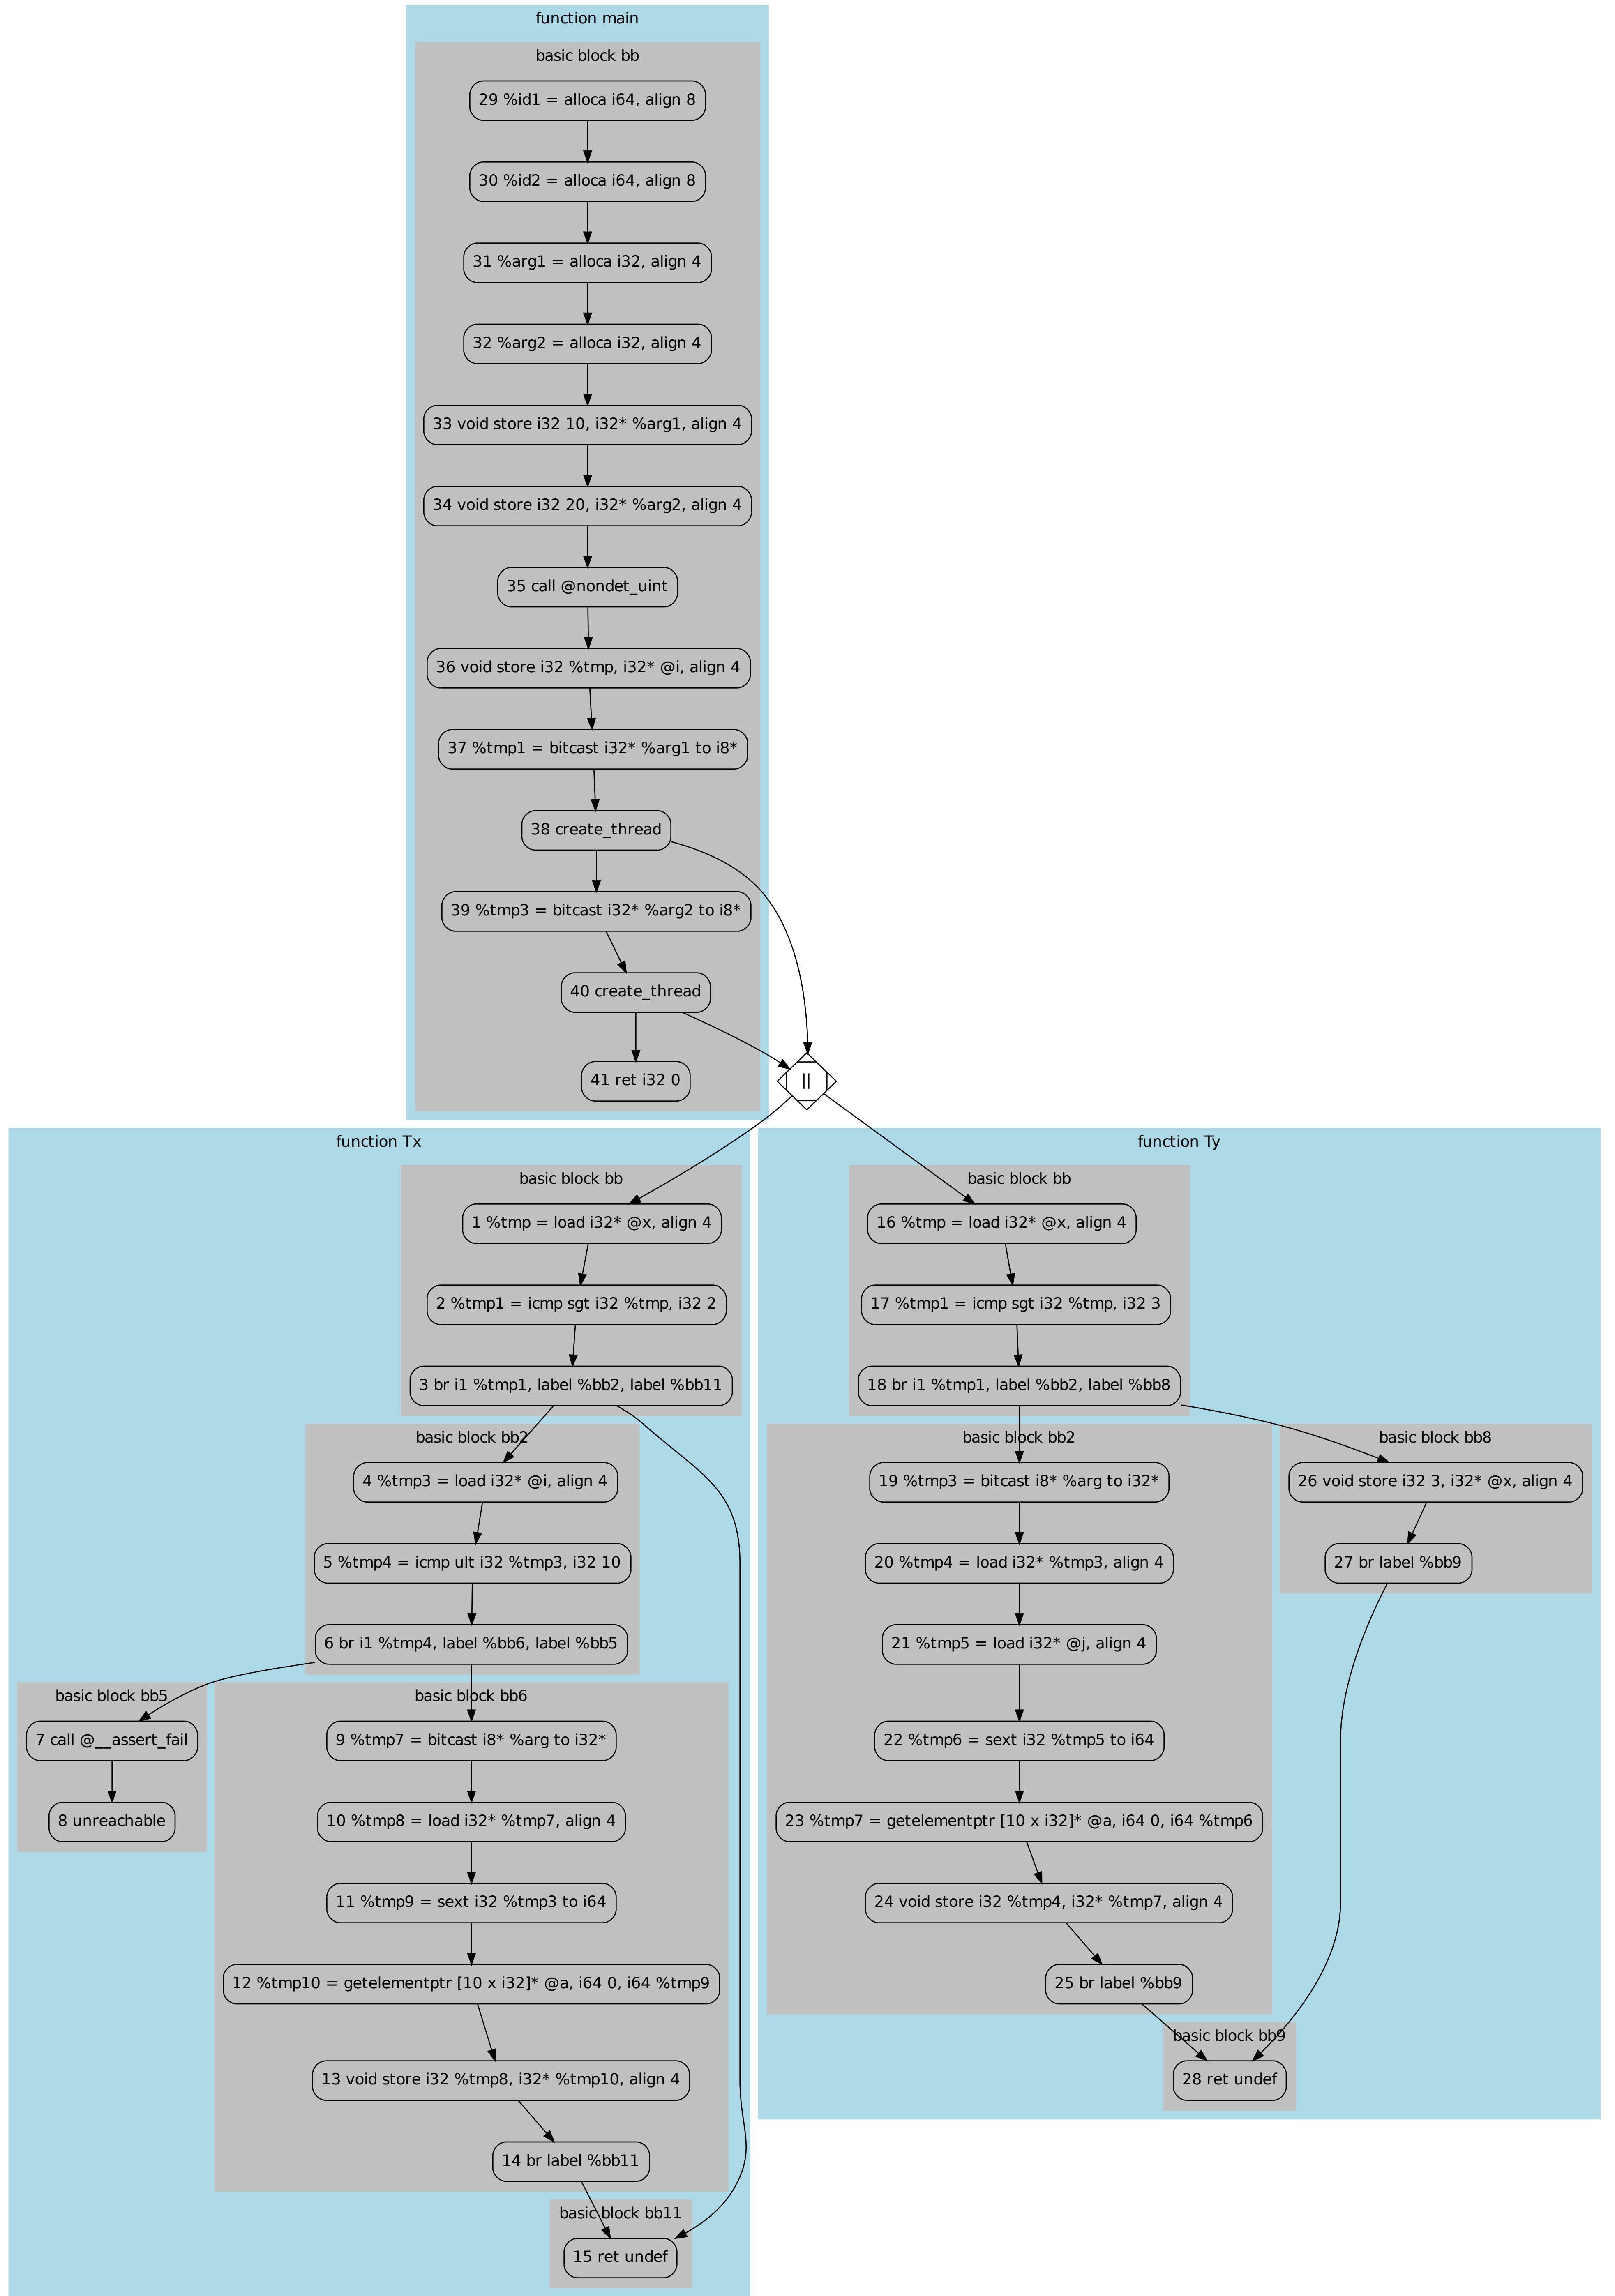 function main
basic block bb
29 %id1 = alloca i64, align 8
30 %id2 = alloca i64, align 8
31 %arg1 = alloca i32, align 4
32 %arg2 = alloca i32, align 4
33 void store i32 10, i32* %arg1, align 4
34 void store i32 20, i32* %arg2, align 4
35 call @nondet_uint
36 void store i32 %tmp, i32* @i, align 4
37 %tmp1 = bitcast i32* %arg1 to i8*
38 create_thread
39 %tmp3 = bitcast i32* %arg2 to i8*
40 create_thread
41 ret i32 0
||
function Tx
basic block bb
1 %tmp = load i32* @x, align 4
2 %tmp1 = icmp sgt i32 %tmp, i32 2
3 br i1 %tmp1, label %bb2, label %bb11
basic block bb2
4 %tmp3 = load i32* @i, align 4
5 %tmp4 = icmp ult i32 %tmp3, i32 10
6 br i1 %tmp4, label %bb6, label %bb5
basic block bb5
7 call @__assert_fail
8 unreachable
basic block bb6
9 %tmp7 = bitcast i8* %arg to i32*
10 %tmp8 = load i32* %tmp7, align 4
11 %tmp9 = sext i32 %tmp3 to i64
12 %tmp10 = getelementptr [10 x i32]* @a, i64 0, i64 %tmp9
13 void store i32 %tmp8, i32* %tmp10, align 4
14 br label %bb11
basic block bb11
15 ret undef
function Ty
basic block bb
16 %tmp = load i32* @x, align 4
17 %tmp1 = icmp sgt i32 %tmp, i32 3
18 br i1 %tmp1, label %bb2, label %bb8
basic block bb2
19 %tmp3 = bitcast i8* %arg to i32*
20 %tmp4 = load i32* %tmp3, align 4
21 %tmp5 = load i32* @j, align 4
22 %tmp6 = sext i32 %tmp5 to i64
23 %tmp7 = getelementptr [10 x i32]* @a, i64 0, i64 %tmp6
24 void store i32 %tmp4, i32* %tmp7, align 4
25 br label %bb9
basic block bb8
26 void store i32 3, i32* @x, align 4
27 br label %bb9
basic block bb9
28 ret undef